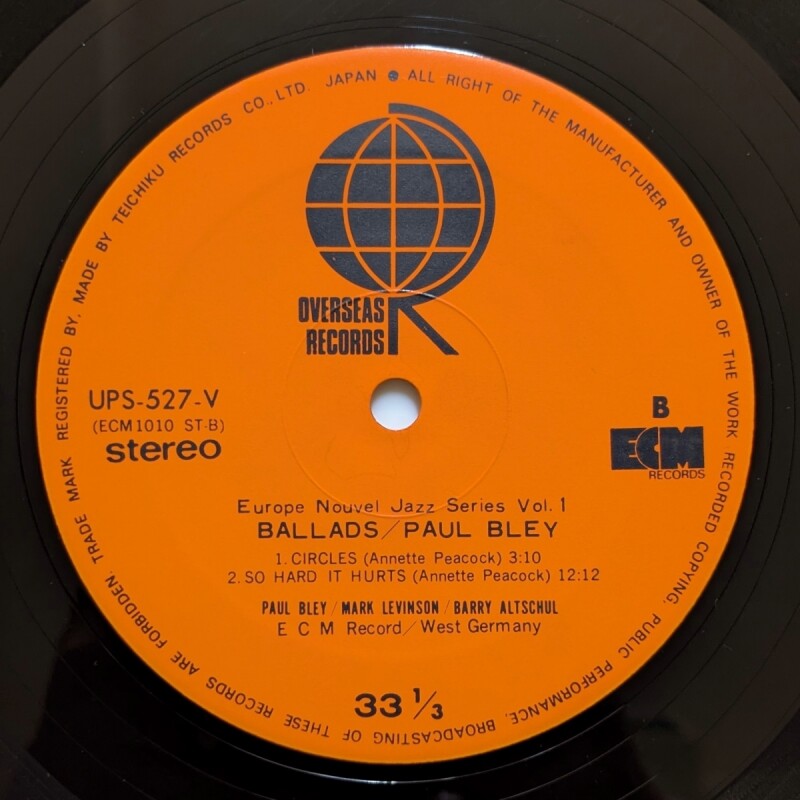 TRADE MARK REGISTERED BY. MADE BY TEICHIKU RECORDS CO., LTD. JAPAN ● ALL RIGHT OF THE MANUFACTURER AND OWNER OF THE WORK RECORDED COPYING. PUBLIC PERFORMANCE. BROADCASTING OF THESE RECORDS ARE FORBIDDEN.
OVERSEAS
RECORDS
R
UPS-527-V
(ECM1010 ST-B)
stereo
B
ECM
RECORDS
Europe Nouvel Jazz Series Vol.1
BALLADS/PAUL BLEY
1. CIRCLES (Annette Peacock) 3:10
2. SO HARD IT HURTS (Annette Peacock) 12:12
PAUL BLEY/MARK LEVINSON/BARRY ALTSCHUL
E C M Record/West Germany
33 1/3